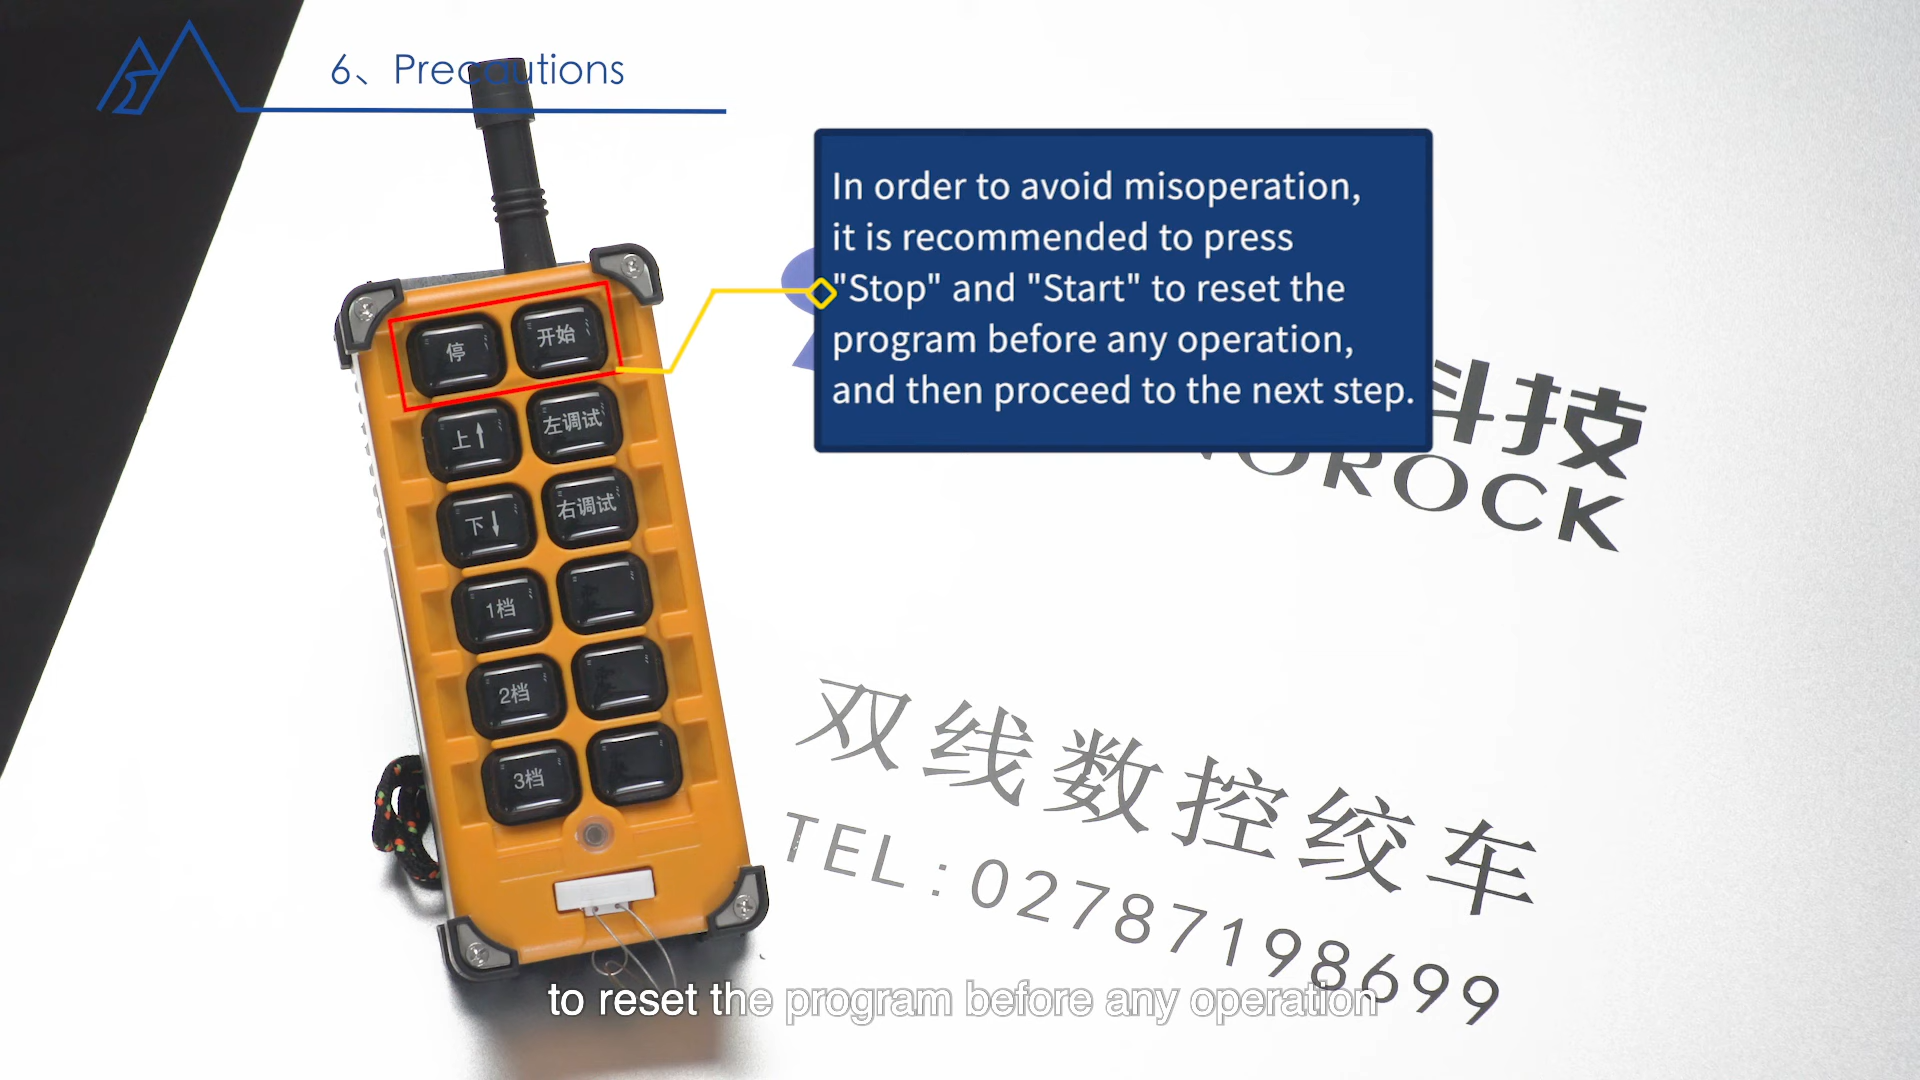 6、Precautions
In order to avoid misoperation,
it is recommended to press
"Stop" and "Start" to reset the
program before any operation,
and then proceed to the next step.
停 开始
上↑ 左调试
下↓ 右调试
1档
2档
3档
科技
OROCK
双线数控绞车
TEL:02787198699
to reset the program before any operation